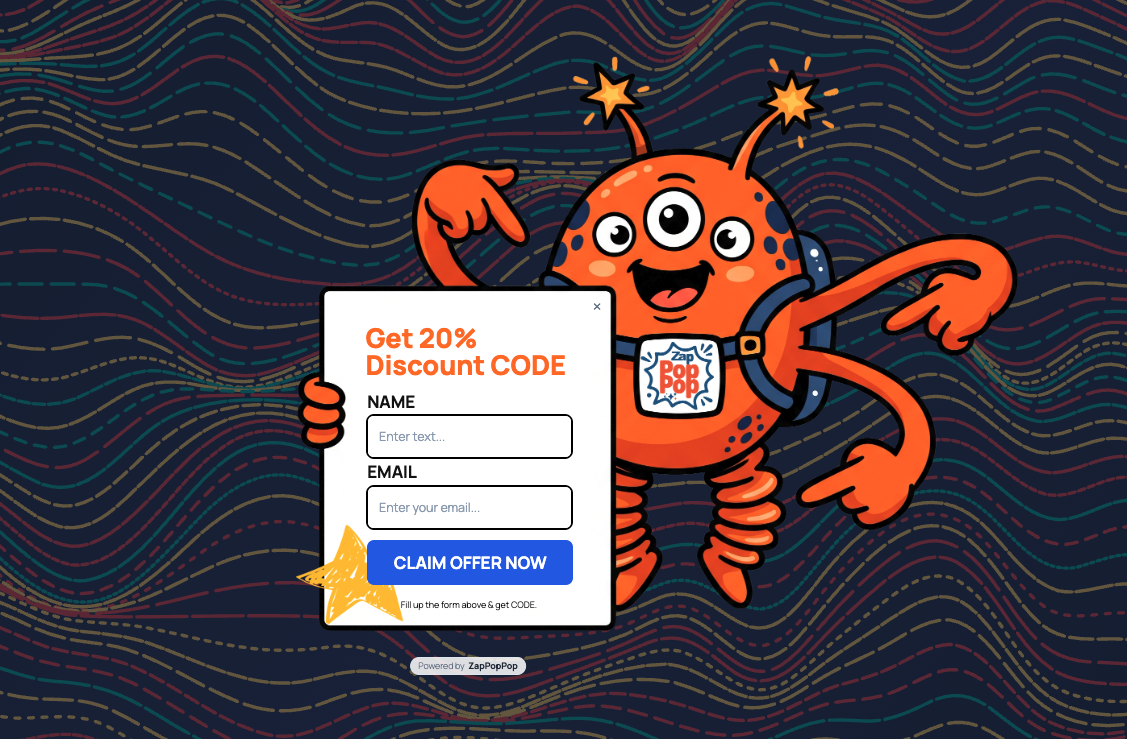 Zap
Pop
Pop
×
Get 20%
Discount CODE
NAME
Enter text...
EMAIL
Enter your email...
CLAIM OFFER NOW
Fill up the form above & get CODE.
Powered by ZapPopPop